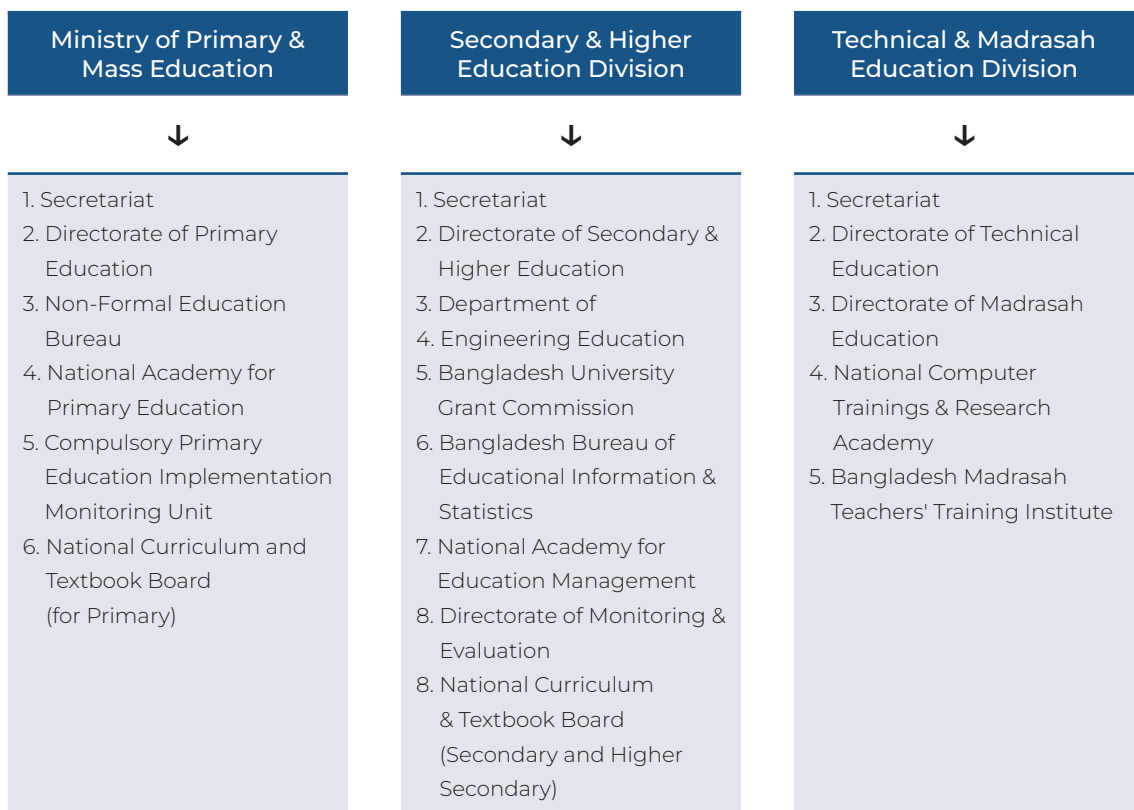 Ministry of Primary &
Mass Education
1. Secretariat
2. Directorate of Primary
Education
3. Non-Formal Education
Bureau
4. National Academy for
Primary Education
5. Compulsory Primary
Education Implementation
Monitoring Unit
6. National Curriculum and
Textbook Board
(for Primary)
Secondary & Higher
Education Division
1. Secretariat
2. Directorate of Secondary &
Higher Education
3. Department of
4. Engineering Education
5. Bangladesh University
Grant Commission
6. Bangladesh Bureau of
Educational Information &
Statistics
7. National Academy for
Education Management
8. Directorate of Monitoring &
Evaluation
8. National Curriculum
& Textbook Board
(Secondary and Higher
Secondary)
Technical & Madrasah
Education Division
1. Secretariat
2. Directorate of Technical
Education
3. Directorate of Madrasah
Education
4. National Computer
Trainings & Research
Academy
5. Bangladesh Madrasah
Teachers' Training Institute